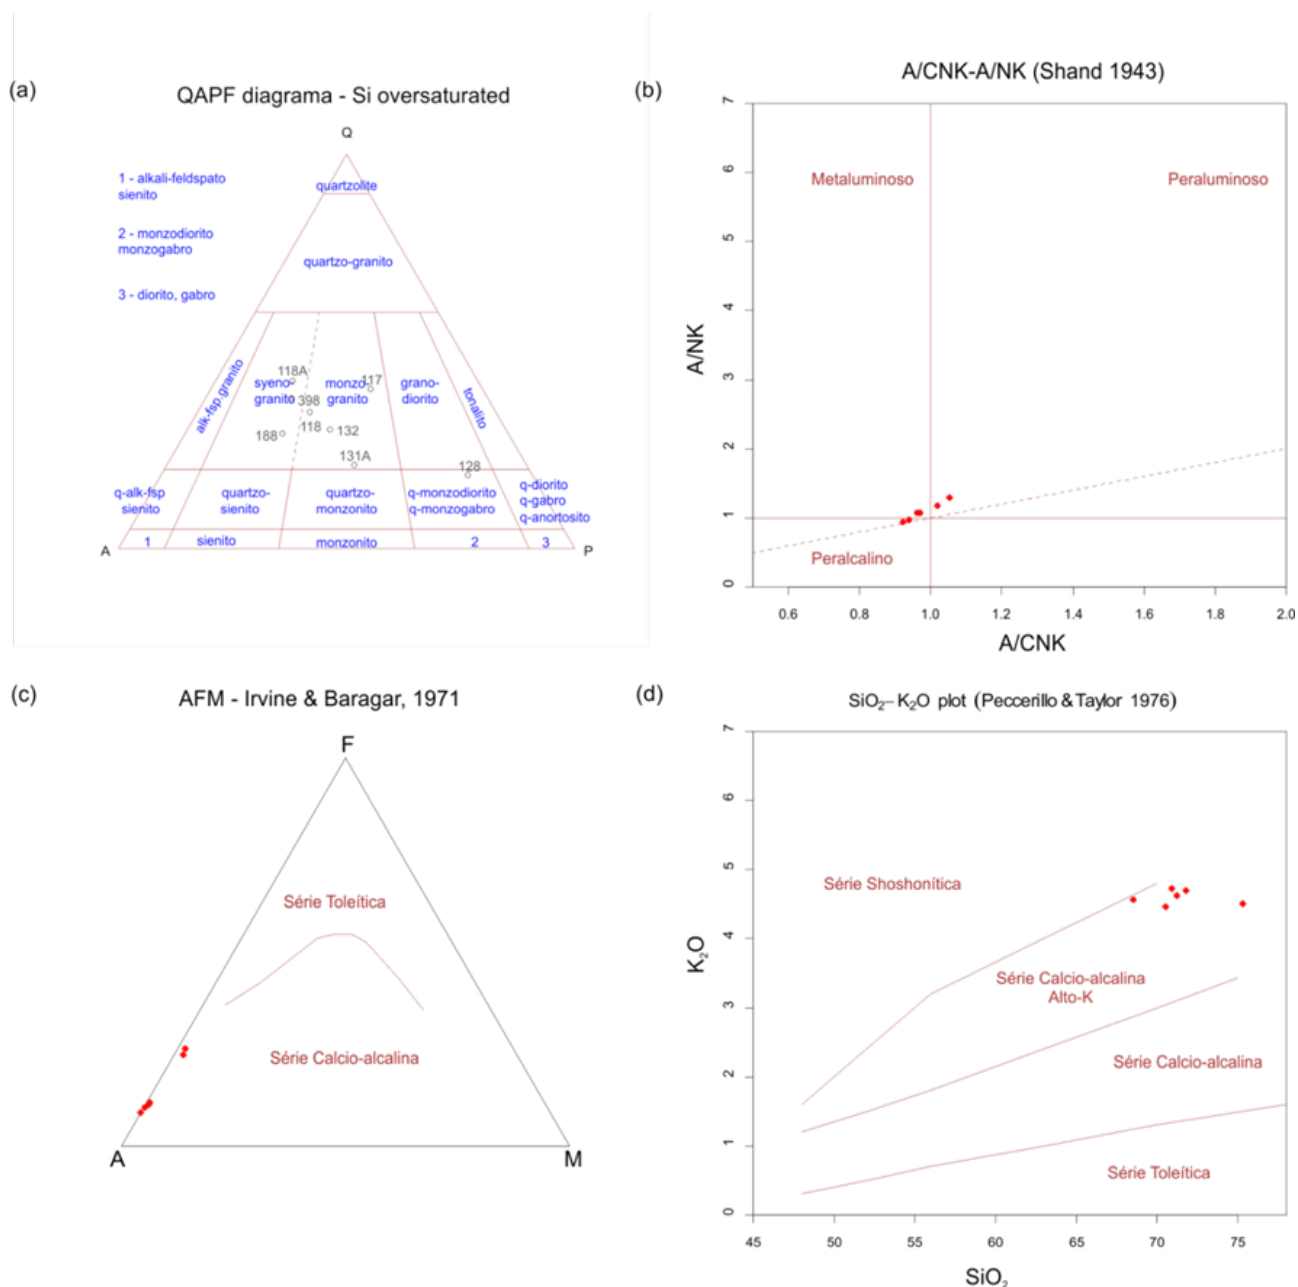 (a)
QAPF diagrama - Si oversaturated
Q
1 - alkali-feldspato
sienito
2 - monzodiorito
monzogabro
3 - diorito, gabro
quartzolite
quartzo-granito
alk-fsp.granito
syeno-
granito
monzo-
granito
grano-
diorito
tonalito
118A
117
398
118
132
188
131A
128
q-alk-fsp
sienito
quartzo-
sienito
quartzo-
monzonito
q-monzodiorito
q-monzogabro
q-diorito
q-gabro
q-anortosito
A
1
sienito
monzonito
2
3
P
(b)
A/CNK-A/NK (Shand 1943)
7
6
5
4
3
2
1
0
A/NK
Metaluminoso
Peraluminoso
Peralcalino
0.6 0.8 1.0 1.2 1.4 1.6 1.8 2.0
A/CNK
(c)
AFM - Irvine & Baragar, 1971
F
Série Toleítica
Série Calcio-alcalina
A
M
(d)
SiO₂–K₂O plot (Peccerillo & Taylor 1976)
7
6
5
4
3
2
1
0
K₂O
Série Shoshonítica
Série Calcio-alcalina
Alto-K
Série Calcio-alcalina
Série Toleítica
45 50 55 60 65 70 75
SiO₂